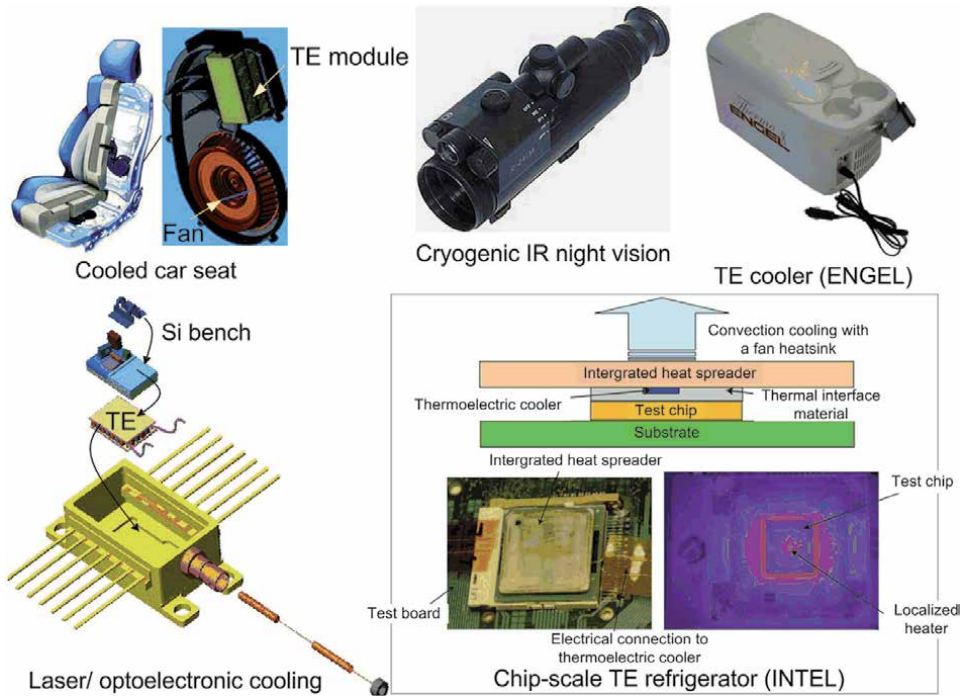 TE module
Fan
Cooled car seat
Cryogenic IR night vision
ENGEL
TE cooler (ENGEL)
Si bench
TE
Laser/ optoelectronic cooling
Convection cooling with
a fan heatsink
Intergrated heat spreader
Thermoelectric cooler
Thermal interface
material
Test chip
Substrate
Intergrated heat spreader
Test chip
Test board
Electrical connection to
thermoelectric cooler
Localized
heater
Chip-scale TE refrigerator (INTEL)